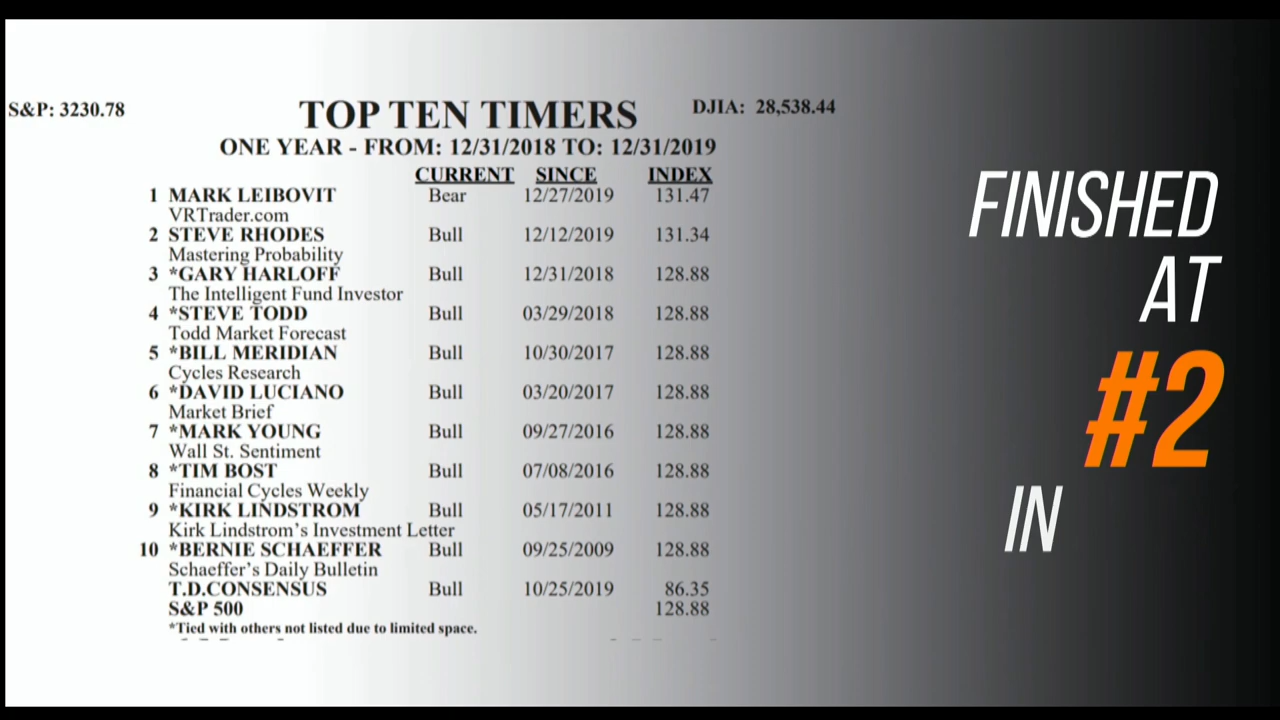 S&P: 3230.78
TOP TEN TIMERS
DJIA: 28,538.44
ONE YEAR - FROM: 12/31/2018 TO: 12/31/2019
CURRENT SINCE INDEX
1 MARK LEIBOVIT Bear 12/27/2019 131.47
VRTrader.com
2 STEVE RHODES Bull 12/12/2019 131.34
Mastering Probability
3 *GARY HARLOFF Bull 12/31/2018 128.88
The Intelligent Fund Investor
4 *STEVE TODD Bull 03/29/2018 128.88
Todd Market Forecast
5 *BILL MERIDIAN Bull 10/30/2017 128.88
Cycles Research
6 *DAVID LUCIANO Bull 03/20/2017 128.88
Market Brief
7 *MARK YOUNG Bull 09/27/2016 128.88
Wall St. Sentiment
8 *TIM BOST Bull 07/08/2016 128.88
Financial Cycles Weekly
9 *KIRK LINDSTROM Bull 05/17/2011 128.88
Kirk Lindstrom's Investment Letter
10 *BERNIE SCHAEFFER Bull 09/25/2009 128.88
Schaeffer's Daily Bulletin
T.D.CONSENSUS Bull 10/25/2019 86.35
S&P 500 128.88
*Tied with others not listed due to limited space.
FINISHED
AT
#2
IN